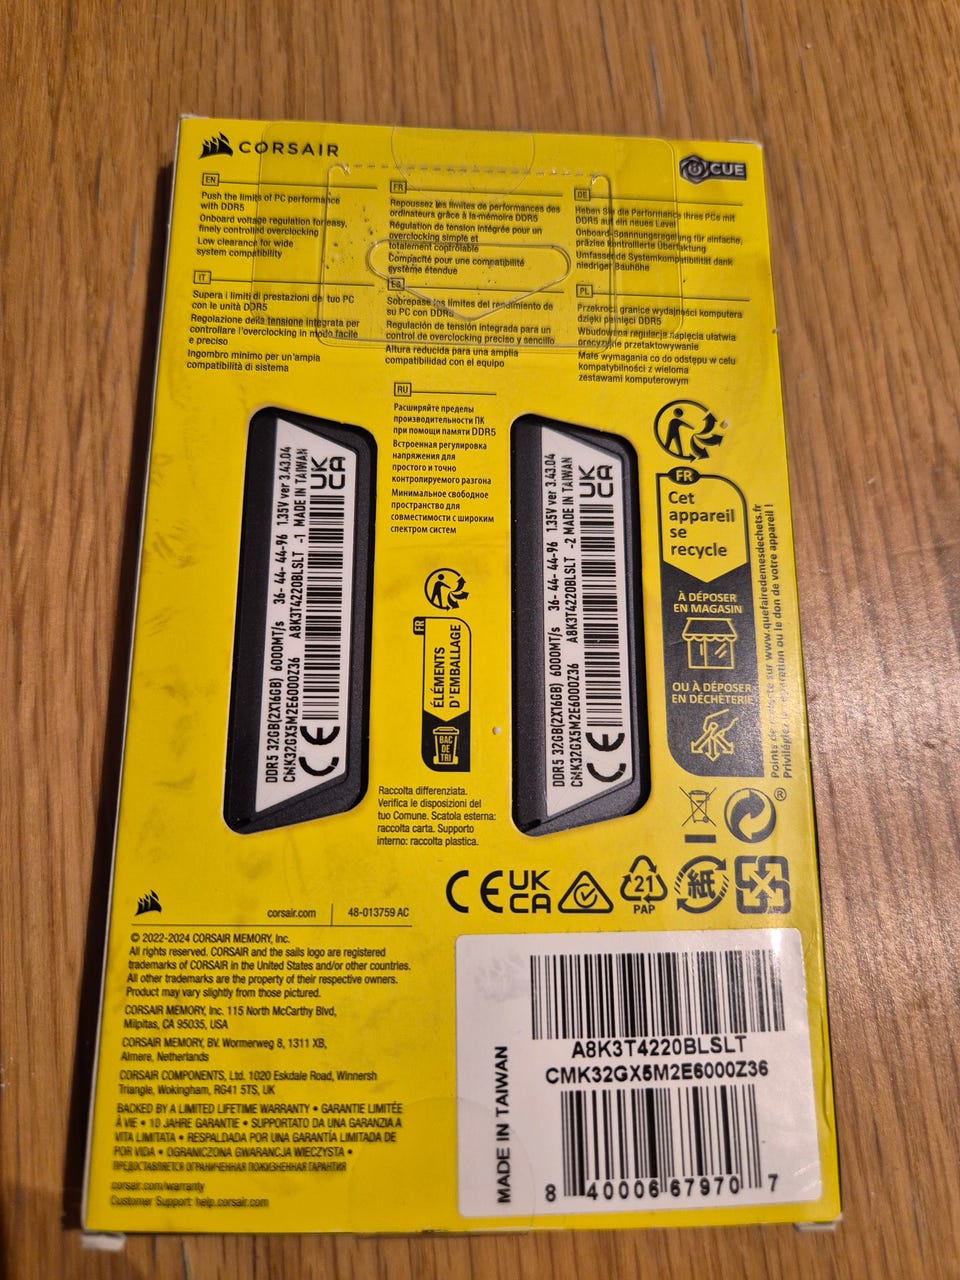 CORSAIR
iCUE
EN
Push the limits of PC performance
with DDR5
Onboard voltage regulation for easy,
finely controlled overclocking
Low clearance for wide
system compatibility
FR
Repoussez les limites de performances des
ordinateurs grâce à la mémoire DDR5
Régulation de tension intégrée pour un
overclocking simple et
totalement contrôlable
Compacité pour une compatibilité
système étendue
DE
Heben Sie die Performance Ihres PCs mit
DDR5 auf ein neues Level
Onboard-Spannungsregelung für einfache,
präzise kontrollierte Übertaktung
Umfassende Systemkompatibilität dank
niedriger Bauhöhe
IT
Supera i limiti di prestazioni del tuo PC
con le unità DDR5
Regolazione della tensione integrata per
controllare l'overclocking in modo facile
e preciso
Ingombro minimo per un'ampia
compatibilità di sistema
ES
Sobrepase los límites del rendimiento de
su PC con DDR5
Regulación de tensión integrada para un
control de overclocking preciso y sencillo
Altura reducida para una amplia
compatibilidad con el equipo
PL
Przekrocz granice wydajności komputera
dzięki pamięci DDR5
Wbudowana regulacja napięcia ułatwia
precyzyjne przetaktowywanie
Małe wymagania co do odstępu w celu
kompatybilności z wieloma
zestawami komputerowym
RU
Расширяйте пределы
производительности ПК
при помощи памяти DDR5
Встроенная регулировка
напряжения для
простого и точно
контролируемого разгона
Минимальное свободное
пространство для
совместимости с широким
спектром систем
DDR5 32GB(2X16GB) 6000MT/s 36-44-44-96 1.35V ver 3.43.04
CMK32GX5M2E6000Z36 A8K3T4220BLSLT -1 MADE IN TAIWAN
CE UK CA
DDR5 32GB(2X16GB) 6000MT/s 36-44-44-96 1.35V ver 3.43.04
CMK32GX5M2E6000Z36 A8K3T4220BLSLT -2 MADE IN TAIWAN
CE UK CA
FR
ÉLÉMENTS
D'EMBALLAGE
BAC
DE
TRI
FR
Cet
appareil
se
recycle
À DÉPOSER
EN MAGASIN
OU À DÉPOSER
EN DÉCHÈTERIE
Points de collecte sur www.quefairedemesdechets.fr
Privilégiez la réparation ou le don de votre appareil !
Raccolta differenziata.
Verifica le disposizioni del
tuo Comune. Scatola esterna:
raccolta carta. Supporto
interno: raccolta plastica.
®
CE UK
CA
21
PAP
紙
corsair.com
48-013759 AC
© 2022-2024 CORSAIR MEMORY, Inc.
All rights reserved. CORSAIR and the sails logo are registered
trademarks of CORSAIR in the United States and/or other countries.
All other trademarks are the property of their respective owners.
Product may vary slightly from those pictured.
CORSAIR MEMORY, Inc. 115 North McCarthy Blvd,
Milpitas, CA 95035, USA
CORSAIR MEMORY, BV. Wormerweg 8, 1311 XB,
Almere, Netherlands
CORSAIR COMPONENTS, Ltd. 1020 Eskdale Road, Winnersh
Triangle, Wokingham, RG41 5TS, UK
BACKED BY A LIMITED LIFETIME WARRANTY • GARANTIE LIMITÉE
À VIE • 10 JAHRE GARANTIE • SUPPORTATO DA UNA GARANZIA A
VITA LIMITATA • RESPALDADA POR UNA GARANTÍA LIMITADA DE
POR VIDA • OGRANICZONA GWARANCJA WIECZYSTA •
ПРЕДОСТАВЛЯЕТСЯ ОГРАНИЧЕННАЯ ПОЖИЗНЕННАЯ ГАРАНТИЯ
corsair.com/warranty
Customer Support: help.corsair.com
MADE IN TAIWAN
A8K3T4220BLSLT
CMK32GX5M2E6000Z36
8 40006 67970 7